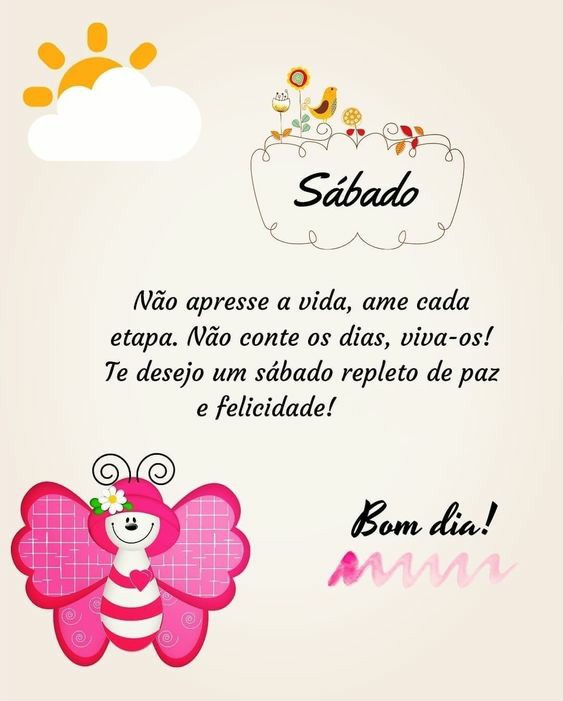 Sábado
Não apresse a vida, ame cada
etapa. Não conte os dias, viva-os!
Te desejo um sábado repleto de paz
e felicidade!
Bom dia!